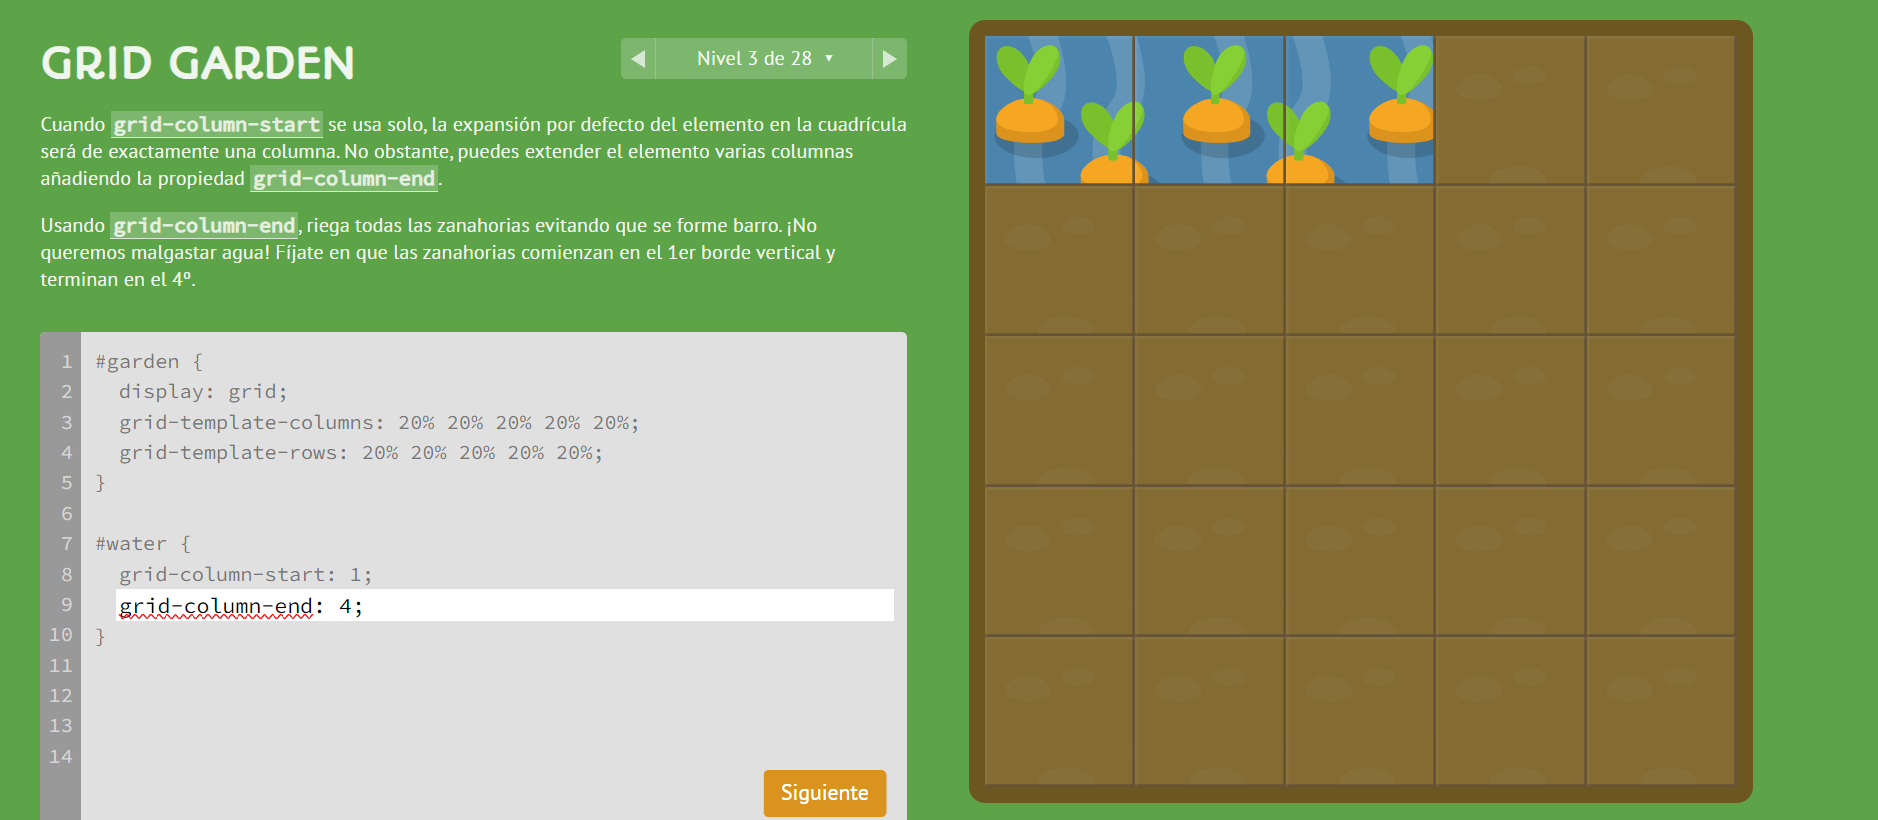 GRID GARDEN
◀ Nivel 3 de 28 ▼ ▶
Cuando grid-column-start se usa solo, la expansión por defecto del elemento en la cuadrícula
será de exactamente una columna. No obstante, puedes extender el elemento varias columnas
añadiendo la propiedad grid-column-end.
Usando grid-column-end, riega todas las zanahorias evitando que se forme barro. ¡No
queremos malgastar agua! Fíjate en que las zanahorias comienzan en el 1er borde vertical y
terminan en el 4º.
1 #garden {
2 display: grid;
3 grid-template-columns: 20% 20% 20% 20% 20%;
4 grid-template-rows: 20% 20% 20% 20% 20%;
5 }
6
7 #water {
8 grid-column-start: 1;
9 grid-column-end: 4;
10 }
11
12
13
14
Siguiente